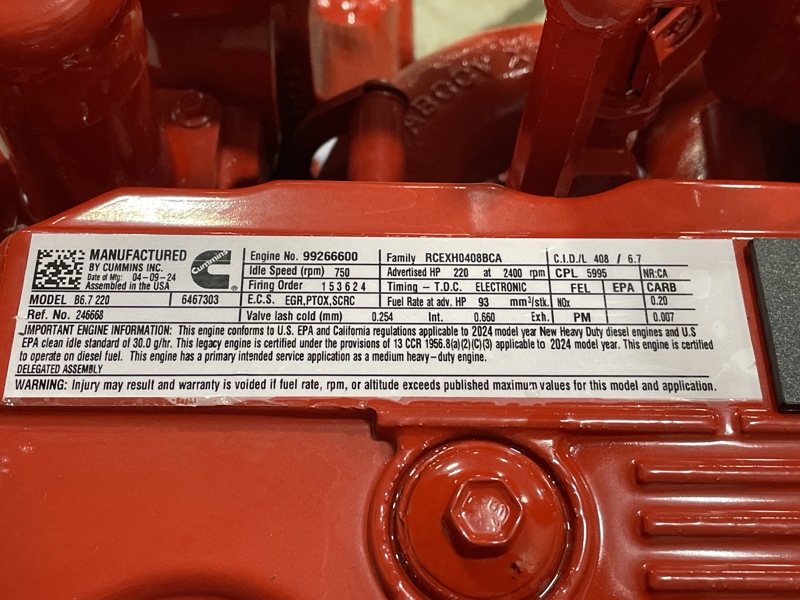 ABCCV
MANUFACTURED
BY CUMMINS INC.
Date of Mfg: 04-09-24
Assembled in the USA
Cummins
MODEL B6.7 220 6467303
Ref. No. 246668
Engine No. 99266600 Family RCEXH0408BCA C.I.D./L 408 / 6.7
Idle Speed (rpm) 750 Advertised HP 220 at 2400 rpm CPL 5995 NR:CA
Firing Order 1 5 3 6 2 4 Timing - T.D.C. ELECTRONIC FEL EPA CARB
E.C.S. EGR,PTOX,SCRC Fuel Rate at adv. HP 93 mm³/stk. NOx 0.20
Valve lash cold (mm) 0.254 Int. 0.660 Exh. PM 0.007
IMPORTANT ENGINE INFORMATION: This engine conforms to U.S. EPA and California regulations applicable to 2024 model year New Heavy Duty diesel engines and U.S
EPA clean idle standard of 30.0 g/hr. This legacy engine is certified under the provisions of 13 CCR 1956.8(a)(2)(C)(3) applicable to 2024 model year. This engine is certified
to operate on diesel fuel. This engine has a primary intended service application as a medium heavy-duty engine.
DELEGATED ASSEMBLY
WARNING: Injury may result and warranty is voided if fuel rate, rpm, or altitude exceeds published maximum values for this model and application.